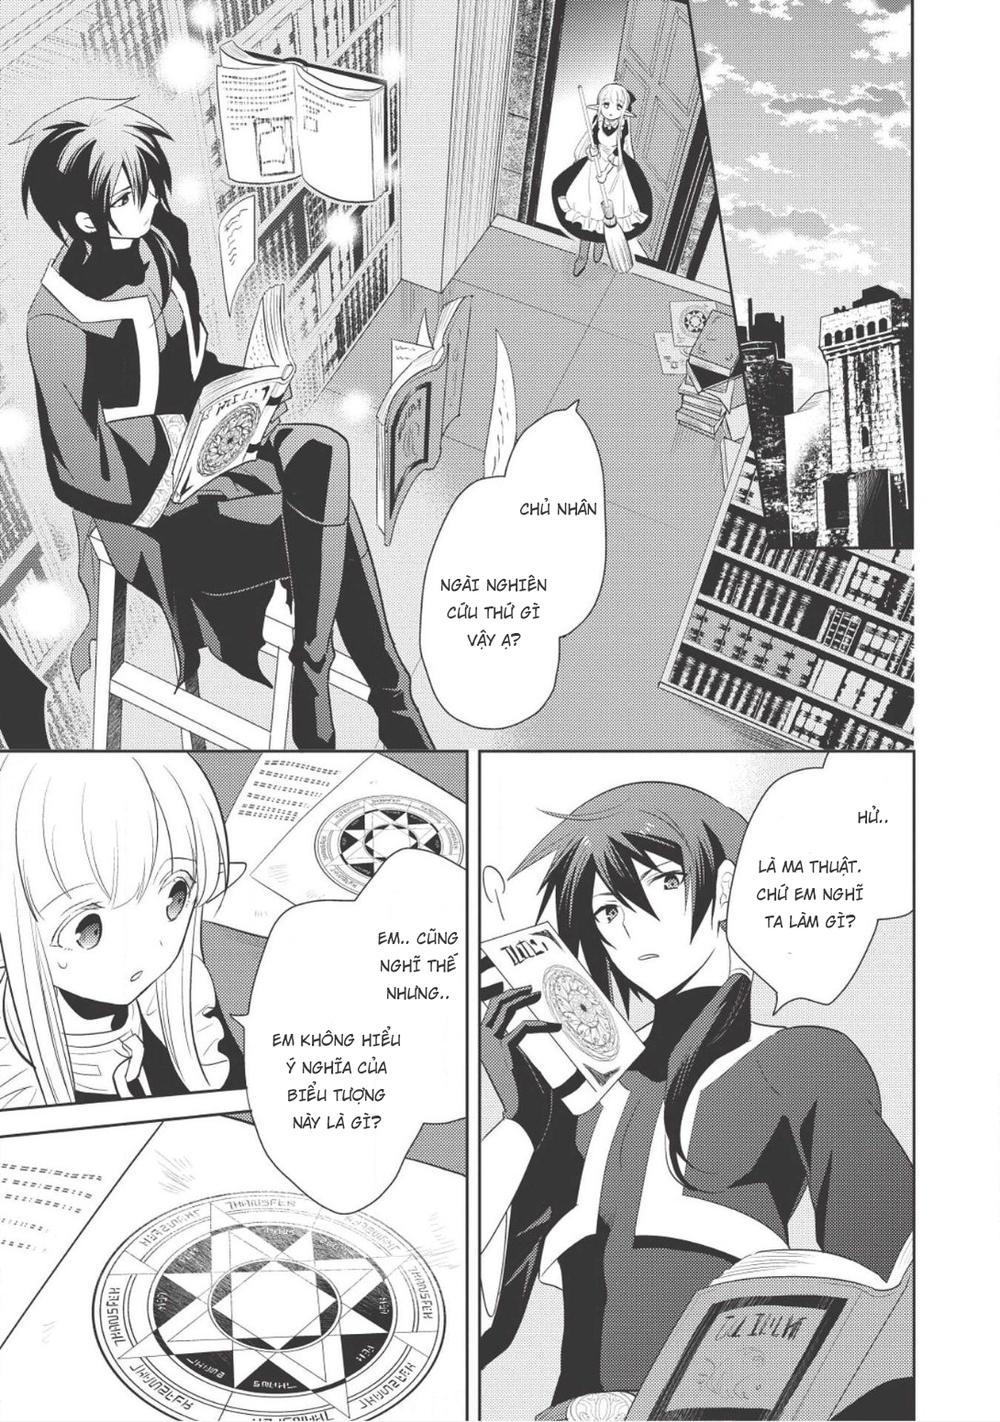 CHỦ NHÂN
NGÀI NGHIÊN
CỨU THỨ GÌ
VẬY Ạ?
HỬ..
LÀ MA THUẬT.
CHỨ EM NGHĨ
TA LÀM GÌ?
EM.. CŨNG
NGHĨ THẾ
NHƯNG..
EM KHÔNG HIỂU
Ý NGHĨA CỦA
BIỂU TƯỢNG
NÀY LÀ GÌ?
THANSFEK